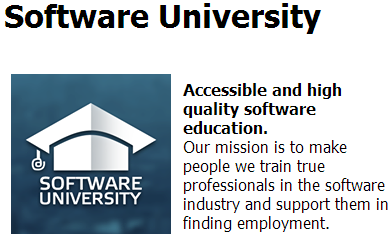 Software University
SOFTWARE
UNIVERSITY
Accessible and high
quality software
education.
Our mission is to make
people we train true
professionals in the software
industry and support them in
finding employment.